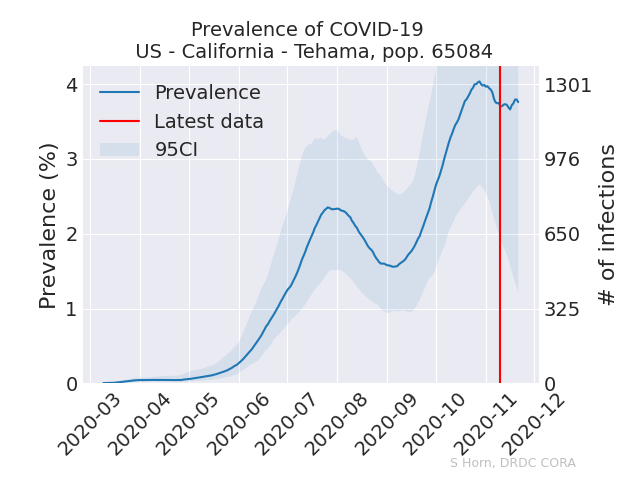 Prevalence of COVID-19
US - California - Tehama, pop. 65084
Prevalence
Latest data
95CI
Prevalence (%)
4
3
2
1
0
1301
976
650
325
0
# of infections
2020-03
2020-04
2020-05
2020-06
2020-07
2020-08
2020-09
2020-10
2020-11
2020-12
S Horn, DRDC CORA